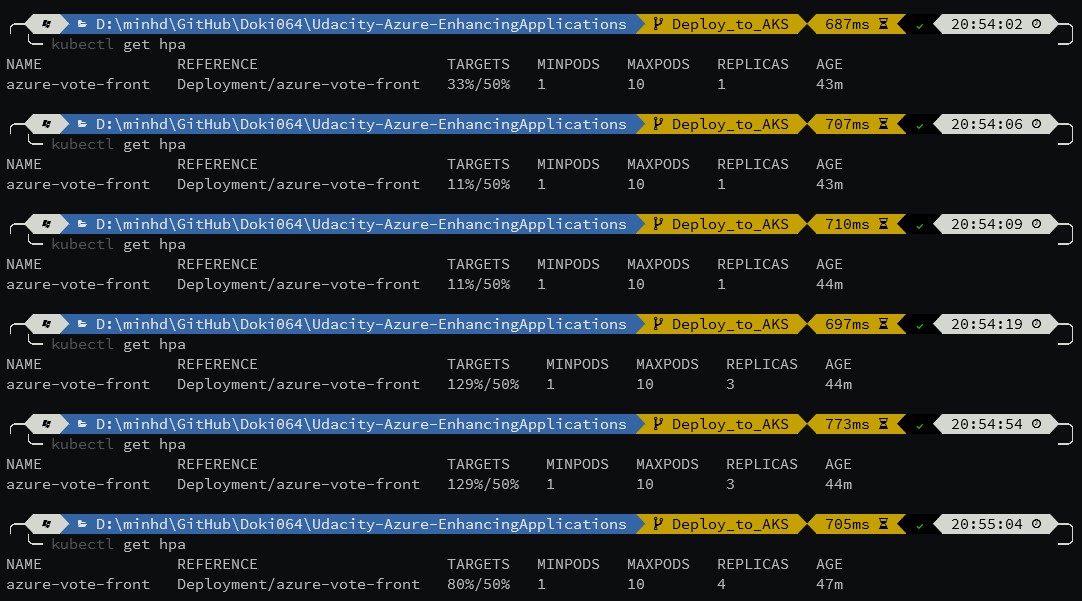 D:\minhd\GitHub\Doki064\Udacity-Azure-EnhancingApplications Deploy_to_AKS 687ms 20:54:02
kubectl get hpa
NAME REFERENCE TARGETS MINPODS MAXPODS REPLICAS AGE
azure-vote-front Deployment/azure-vote-front 33%/50% 1 10 1 43m
D:\minhd\GitHub\Doki064\Udacity-Azure-EnhancingApplications Deploy_to_AKS 707ms 20:54:06
kubectl get hpa
NAME REFERENCE TARGETS MINPODS MAXPODS REPLICAS AGE
azure-vote-front Deployment/azure-vote-front 11%/50% 1 10 1 43m
D:\minhd\GitHub\Doki064\Udacity-Azure-EnhancingApplications Deploy_to_AKS 710ms 20:54:09
kubectl get hpa
NAME REFERENCE TARGETS MINPODS MAXPODS REPLICAS AGE
azure-vote-front Deployment/azure-vote-front 11%/50% 1 10 1 44m
D:\minhd\GitHub\Doki064\Udacity-Azure-EnhancingApplications Deploy_to_AKS 697ms 20:54:19
kubectl get hpa
NAME REFERENCE TARGETS MINPODS MAXPODS REPLICAS AGE
azure-vote-front Deployment/azure-vote-front 129%/50% 1 10 3 44m
D:\minhd\GitHub\Doki064\Udacity-Azure-EnhancingApplications Deploy_to_AKS 773ms 20:54:54
kubectl get hpa
NAME REFERENCE TARGETS MINPODS MAXPODS REPLICAS AGE
azure-vote-front Deployment/azure-vote-front 129%/50% 1 10 3 44m
D:\minhd\GitHub\Doki064\Udacity-Azure-EnhancingApplications Deploy_to_AKS 705ms 20:55:04
kubectl get hpa
NAME REFERENCE TARGETS MINPODS MAXPODS REPLICAS AGE
azure-vote-front Deployment/azure-vote-front 80%/50% 1 10 4 47m